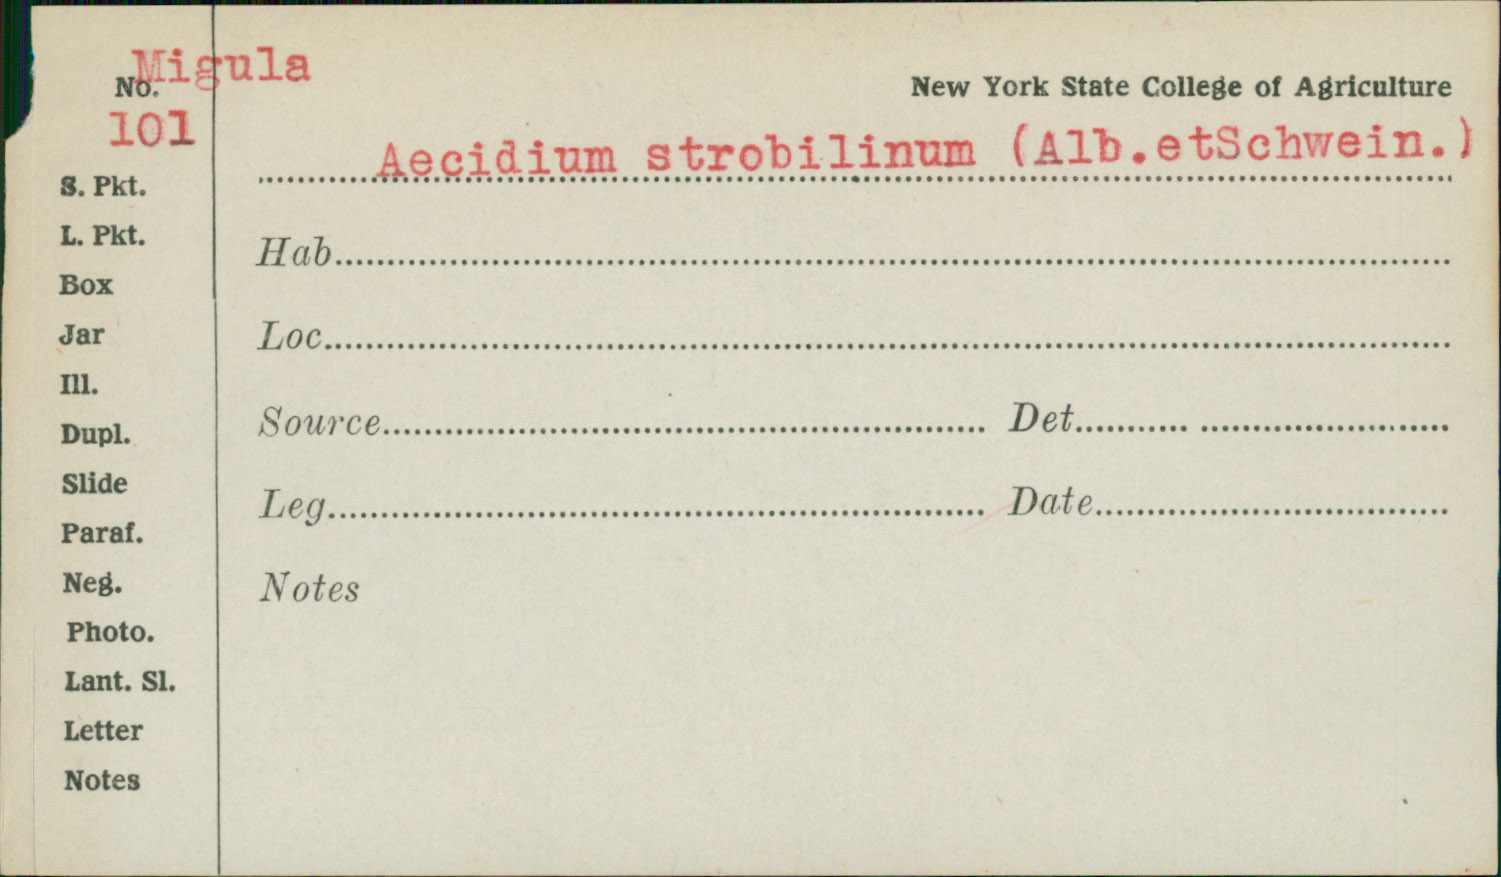 Migula
No.
101
New York State College of Agriculture
Aecidium strobilinum (Alb.etSchwein.)
S. Pkt.
L. Pkt.
Box
Jar
Ill.
Dupl.
Slide
Paraf.
Neg.
Photo.
Lant. Sl.
Letter
Notes
Hab
Loc
Source Det
Leg Date
Notes